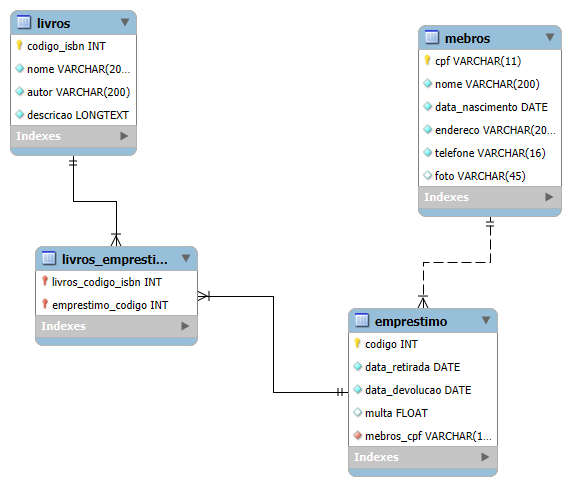 livros
codigo_isbn INT
nome VARCHAR(20...
autor VARCHAR(200)
descricao LONGTEXT
Indexes
mebros
cpf VARCHAR(11)
nome VARCHAR(200)
data_nascimento DATE
endereco VARCHAR(20...
telefone VARCHAR(16)
foto VARCHAR(45)
Indexes
livros_empresti...
livros_codigo_isbn INT
emprestimo_codigo INT
Indexes
emprestimo
codigo INT
data_retirada DATE
data_devolucao DATE
multa FLOAT
mebros_cpf VARCHAR(1...
Indexes